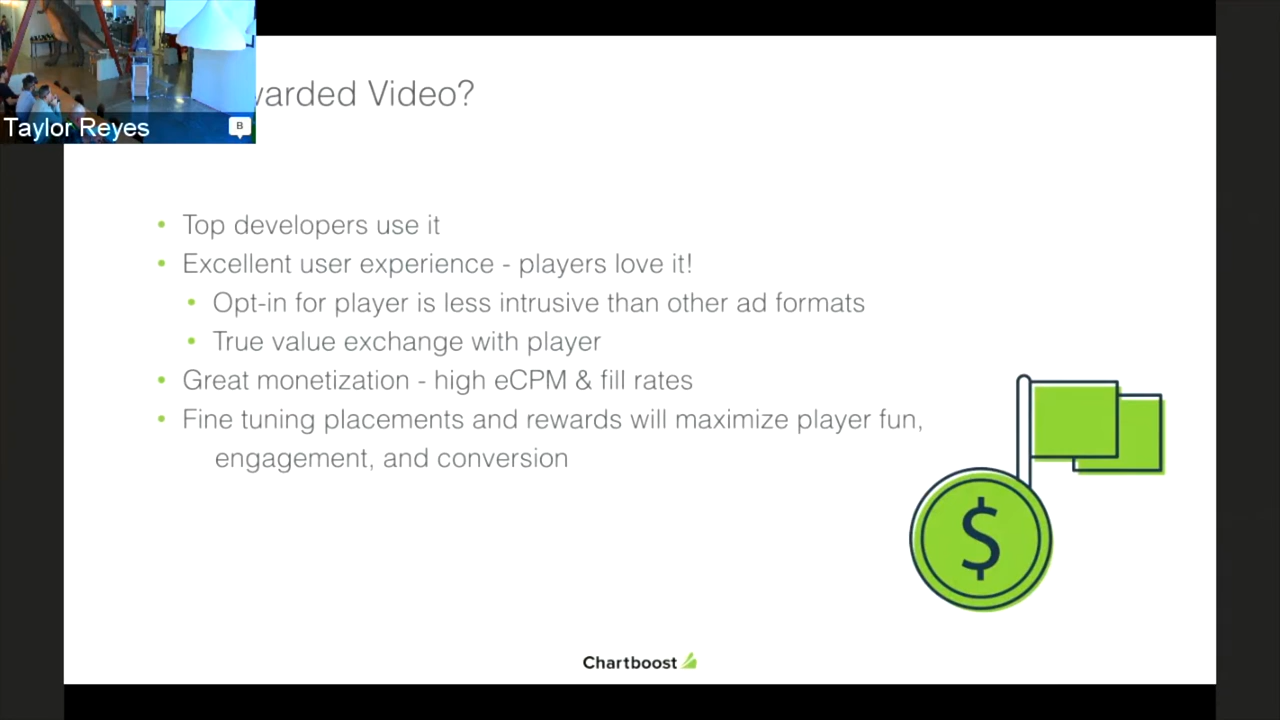 warded Video?
Taylor Reyes
B
• Top developers use it
• Excellent user experience - players love it!
• Opt-in for player is less intrusive than other ad formats
• True value exchange with player
• Great monetization - high eCPM & fill rates
• Fine tuning placements and rewards will maximize player fun,
engagement, and conversion
$
Chartboost